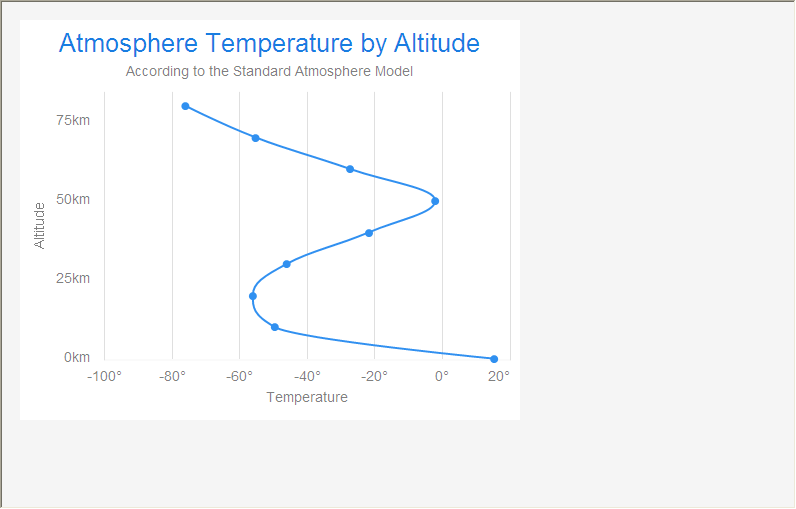 Atmosphere Temperature by Altitude
According to the Standard Atmosphere Model
75km
50km
Altitude
25km
0km
-100° -80° -60° -40° -20° 0° 20°
Temperature